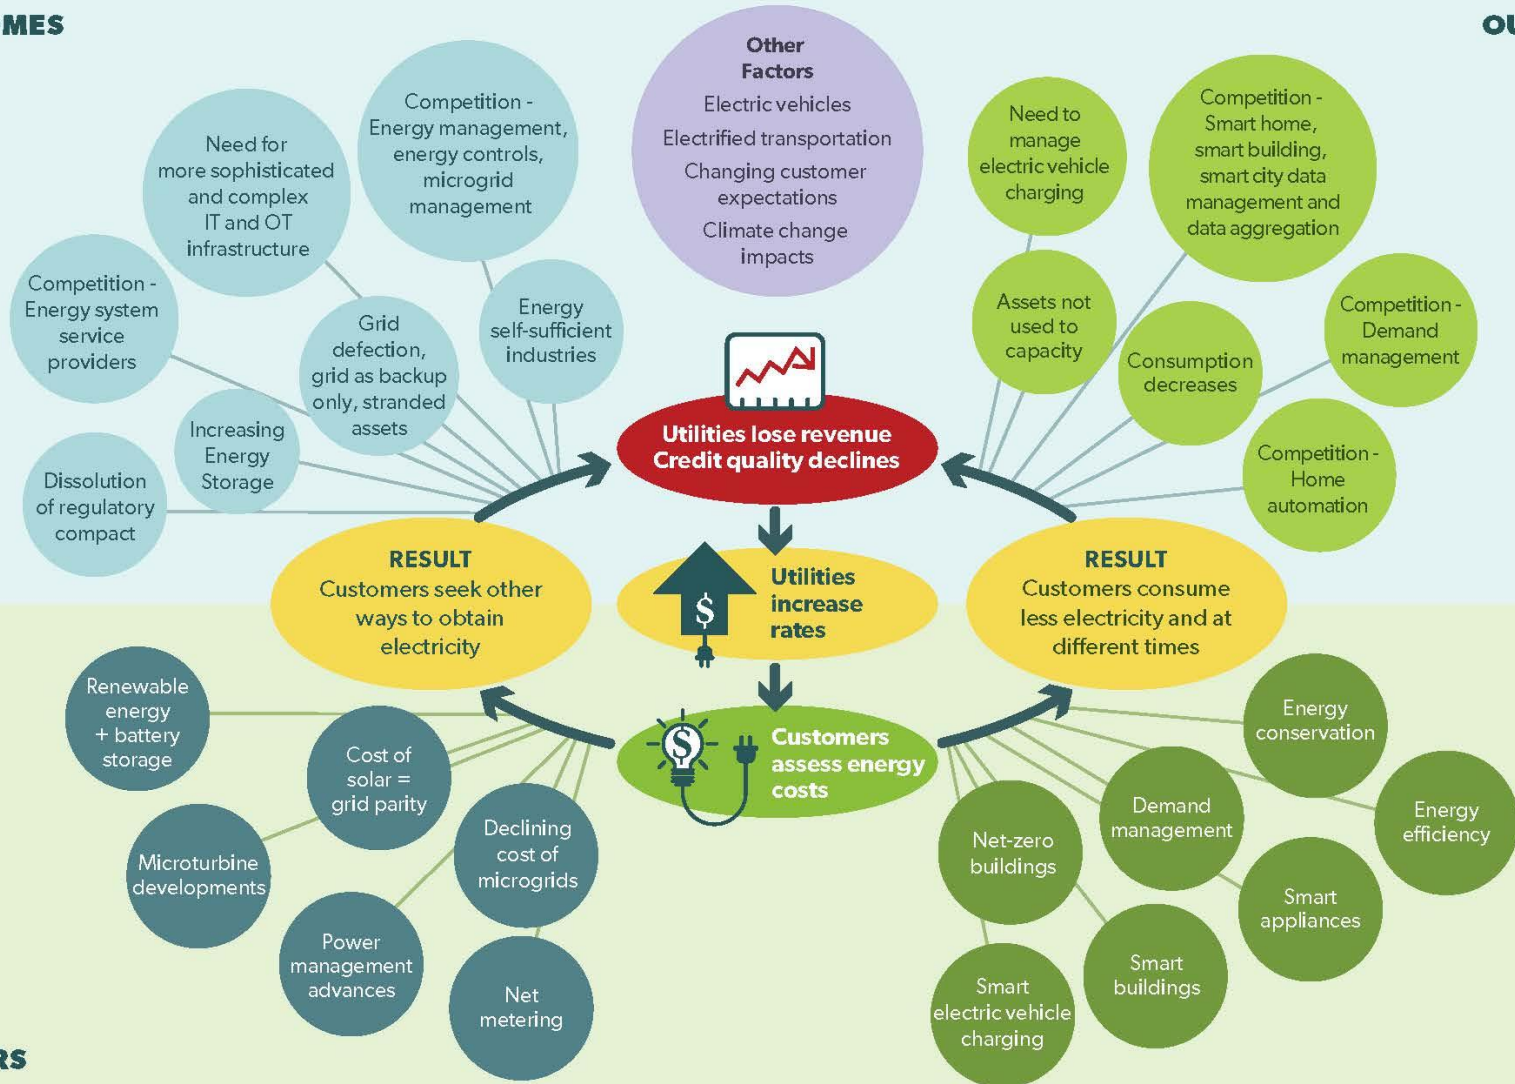 OMES
OU
Other
Factors
Electric vehicles
Electrified transportation
Changing customer
expectations
Climate change
impacts
Competition -
Energy management,
energy controls,
microgrid
management
Need for
more sophisticated
and complex
IT and OT
infrastructure
Competition -
Energy system
service
providers
Grid
defection,
grid as backup
only, stranded
assets
Energy
self-sufficient
industries
Increasing
Energy
Storage
Dissolution
of regulatory
compact
Need to
manage
electric vehicle
charging
Competition -
Smart home,
smart building,
smart city data
management and
data aggregation
Assets not
used to
capacity
Consumption
decreases
Competition -
Demand
management
Competition -
Home
automation
Utilities lose revenue
Credit quality declines
RESULT
Customers seek other
ways to obtain
electricity
$
Utilities
increase
rates
RESULT
Customers consume
less electricity and at
different times
$
Customers
assess energy
costs
Renewable
energy
+ battery
storage
Cost of
solar =
grid parity
Microturbine
developments
Declining
cost of
microgrids
Power
management
advances
Net
metering
Energy
conservation
Demand
management
Energy
efficiency
Net-zero
buildings
Smart
appliances
Smart
buildings
Smart
electric vehicle
charging
RS